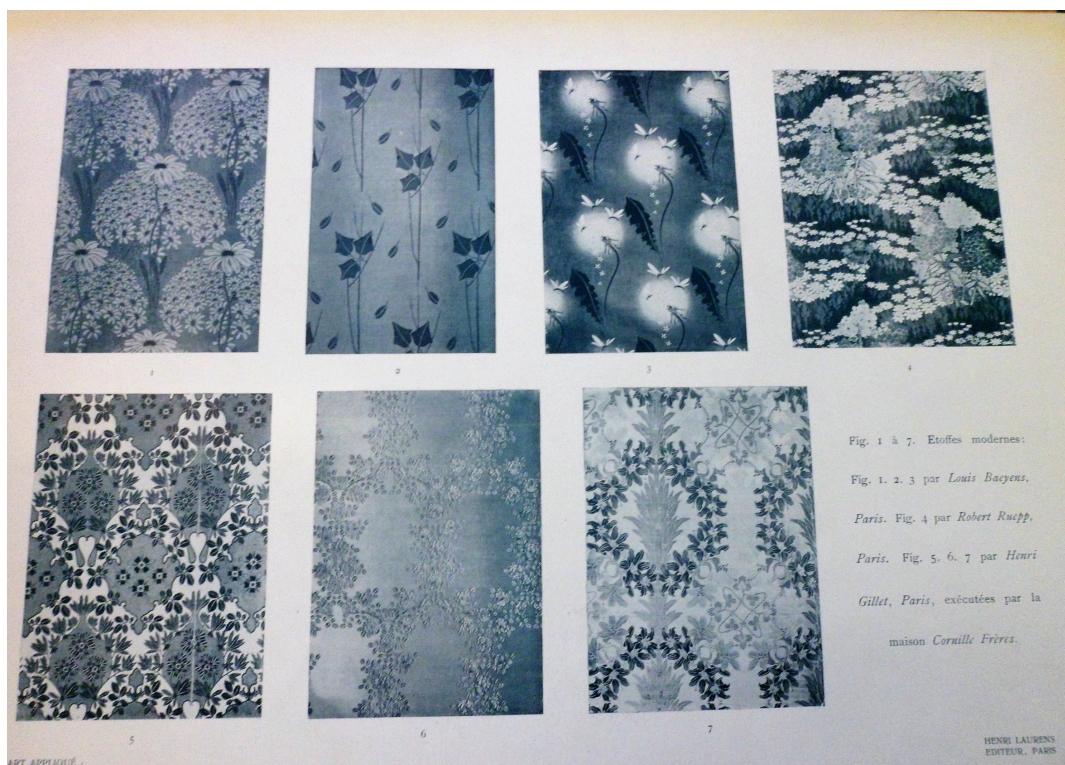 1
2
3
4
Fig. 1 à 7. Etoffes modernes:
Fig. 1. 2. 3 par Louis Baeyens,
Paris. Fig. 4 par Robert Ruepp,
Paris. Fig. 5. 6. 7 par Henri
Gillet, Paris, exécutées par la
maison Cornille Frères.
5
6
7
HENRI LAURENS
EDITEUR, PARIS
ART APPLIQUÉ